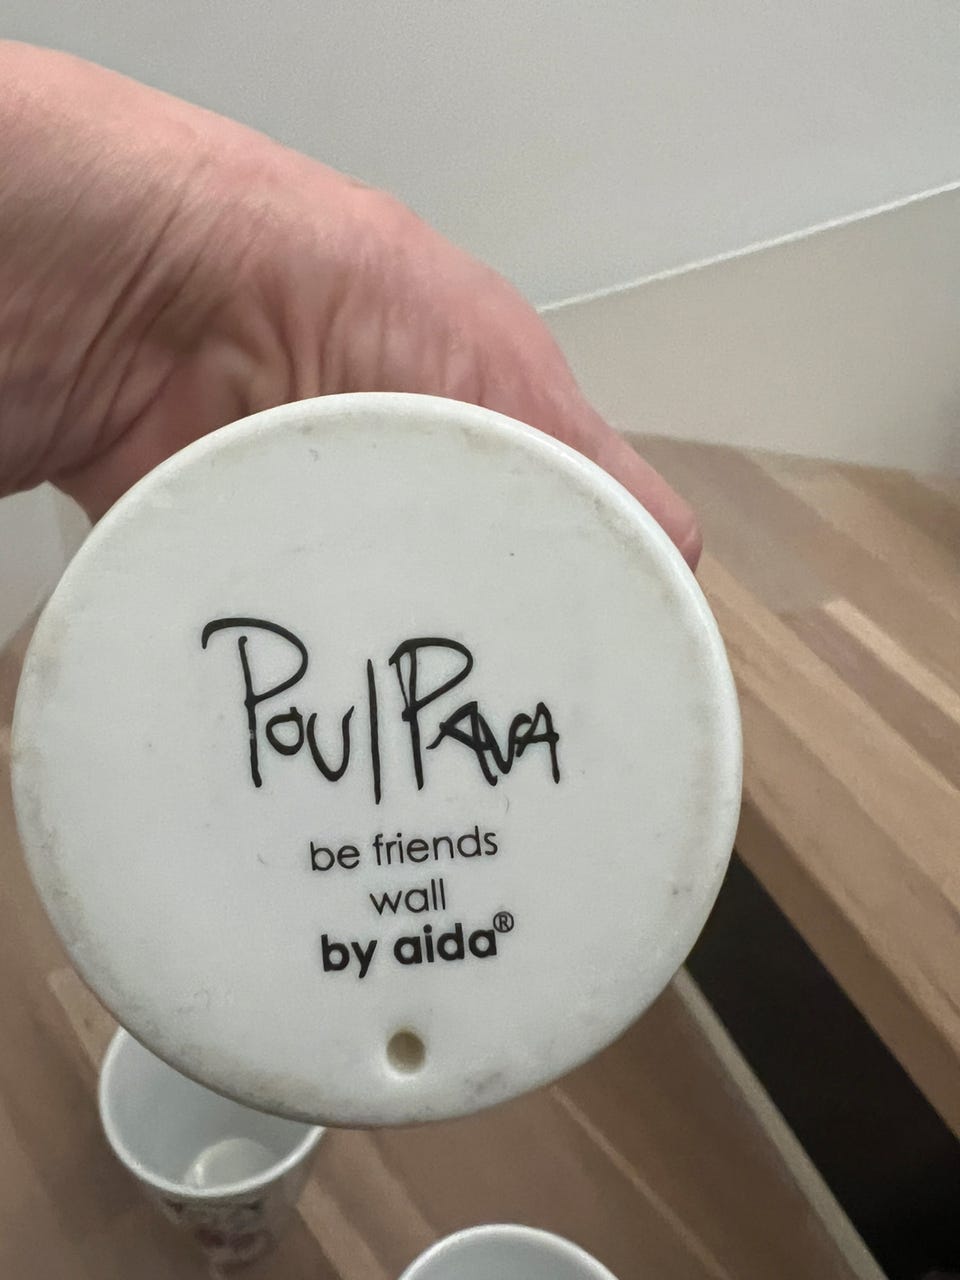 Poul Pava
be friends
wall
by aida®